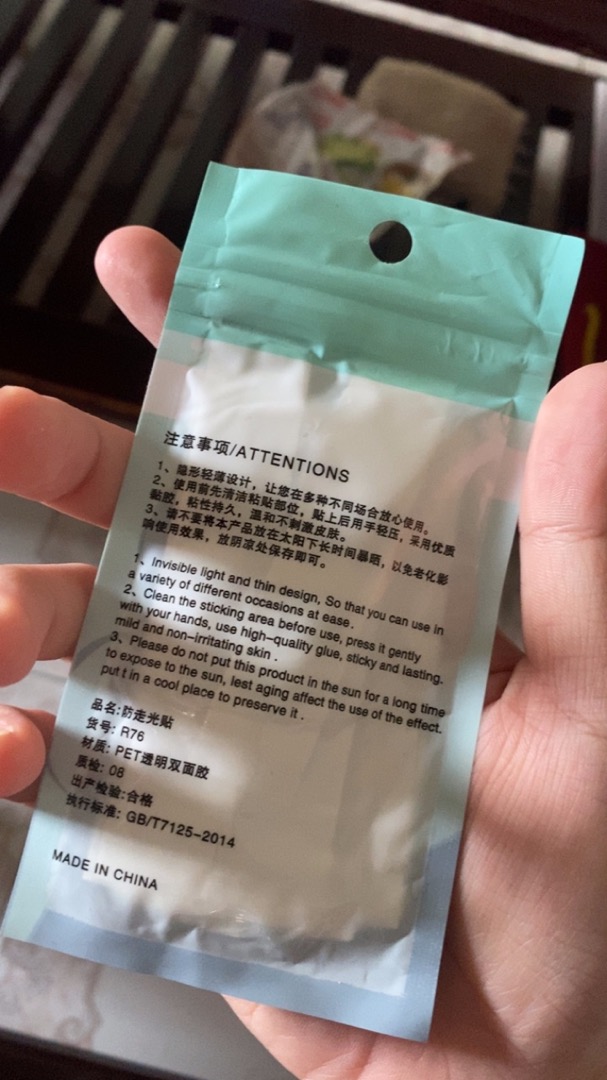 注意事项/ATTENTIONS
1、隐形轻薄设计，让您在多种不同场合放心使用。
2、使用前先清洁粘贴部位，贴上后用手轻压，采用优质
黏胶，粘性持久，温和不刺激皮肤。
3、请不要将本产品放在太阳下长时间暴晒，以免老化影
响使用效果，放阴凉处保存即可。
1、Invisible light and thin design, So that you can use in
a variety of different occasions at ease.
2、Clean the sticking area before use, press it gently
with your hands, use high-quality glue, sticky and lasting.
mild and non-irritating skin .
3、Please do not put this product in the sun for a long time
to expose to the sun, lest aging affect the use of the effect.
put t in a cool place to preserve it .
品名:防走光贴
货号: R76
材质: PET透明双面胶
质检: 08
出产检验:合格
执行标准: GB/T7125-2014
MADE IN CHINA